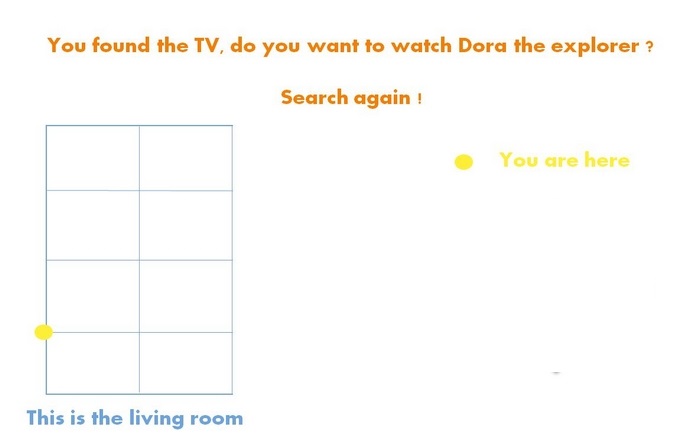 You found the TV, do you want to watch Dora the explorer ?
Search again !
You are here
This is the living room